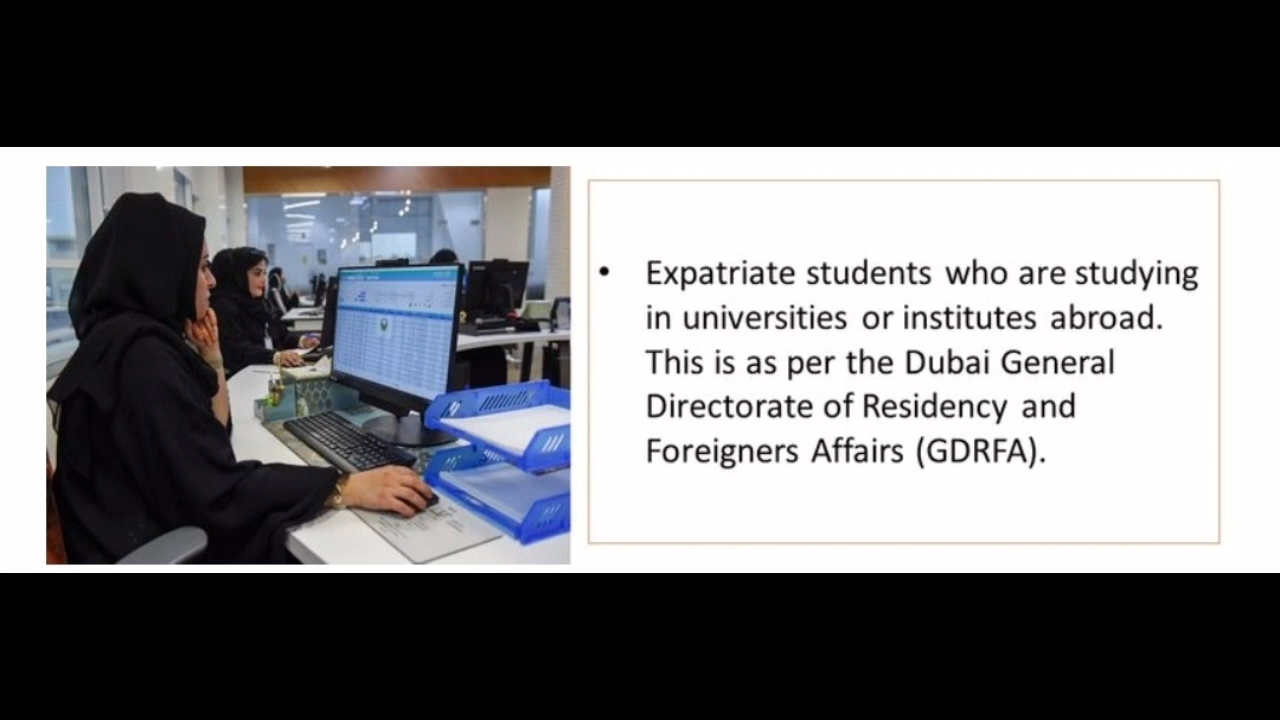 • Expatriate students who are studying
in universities or institutes abroad.
This is as per the Dubai General
Directorate of Residency and
Foreigners Affairs (GDRFA).